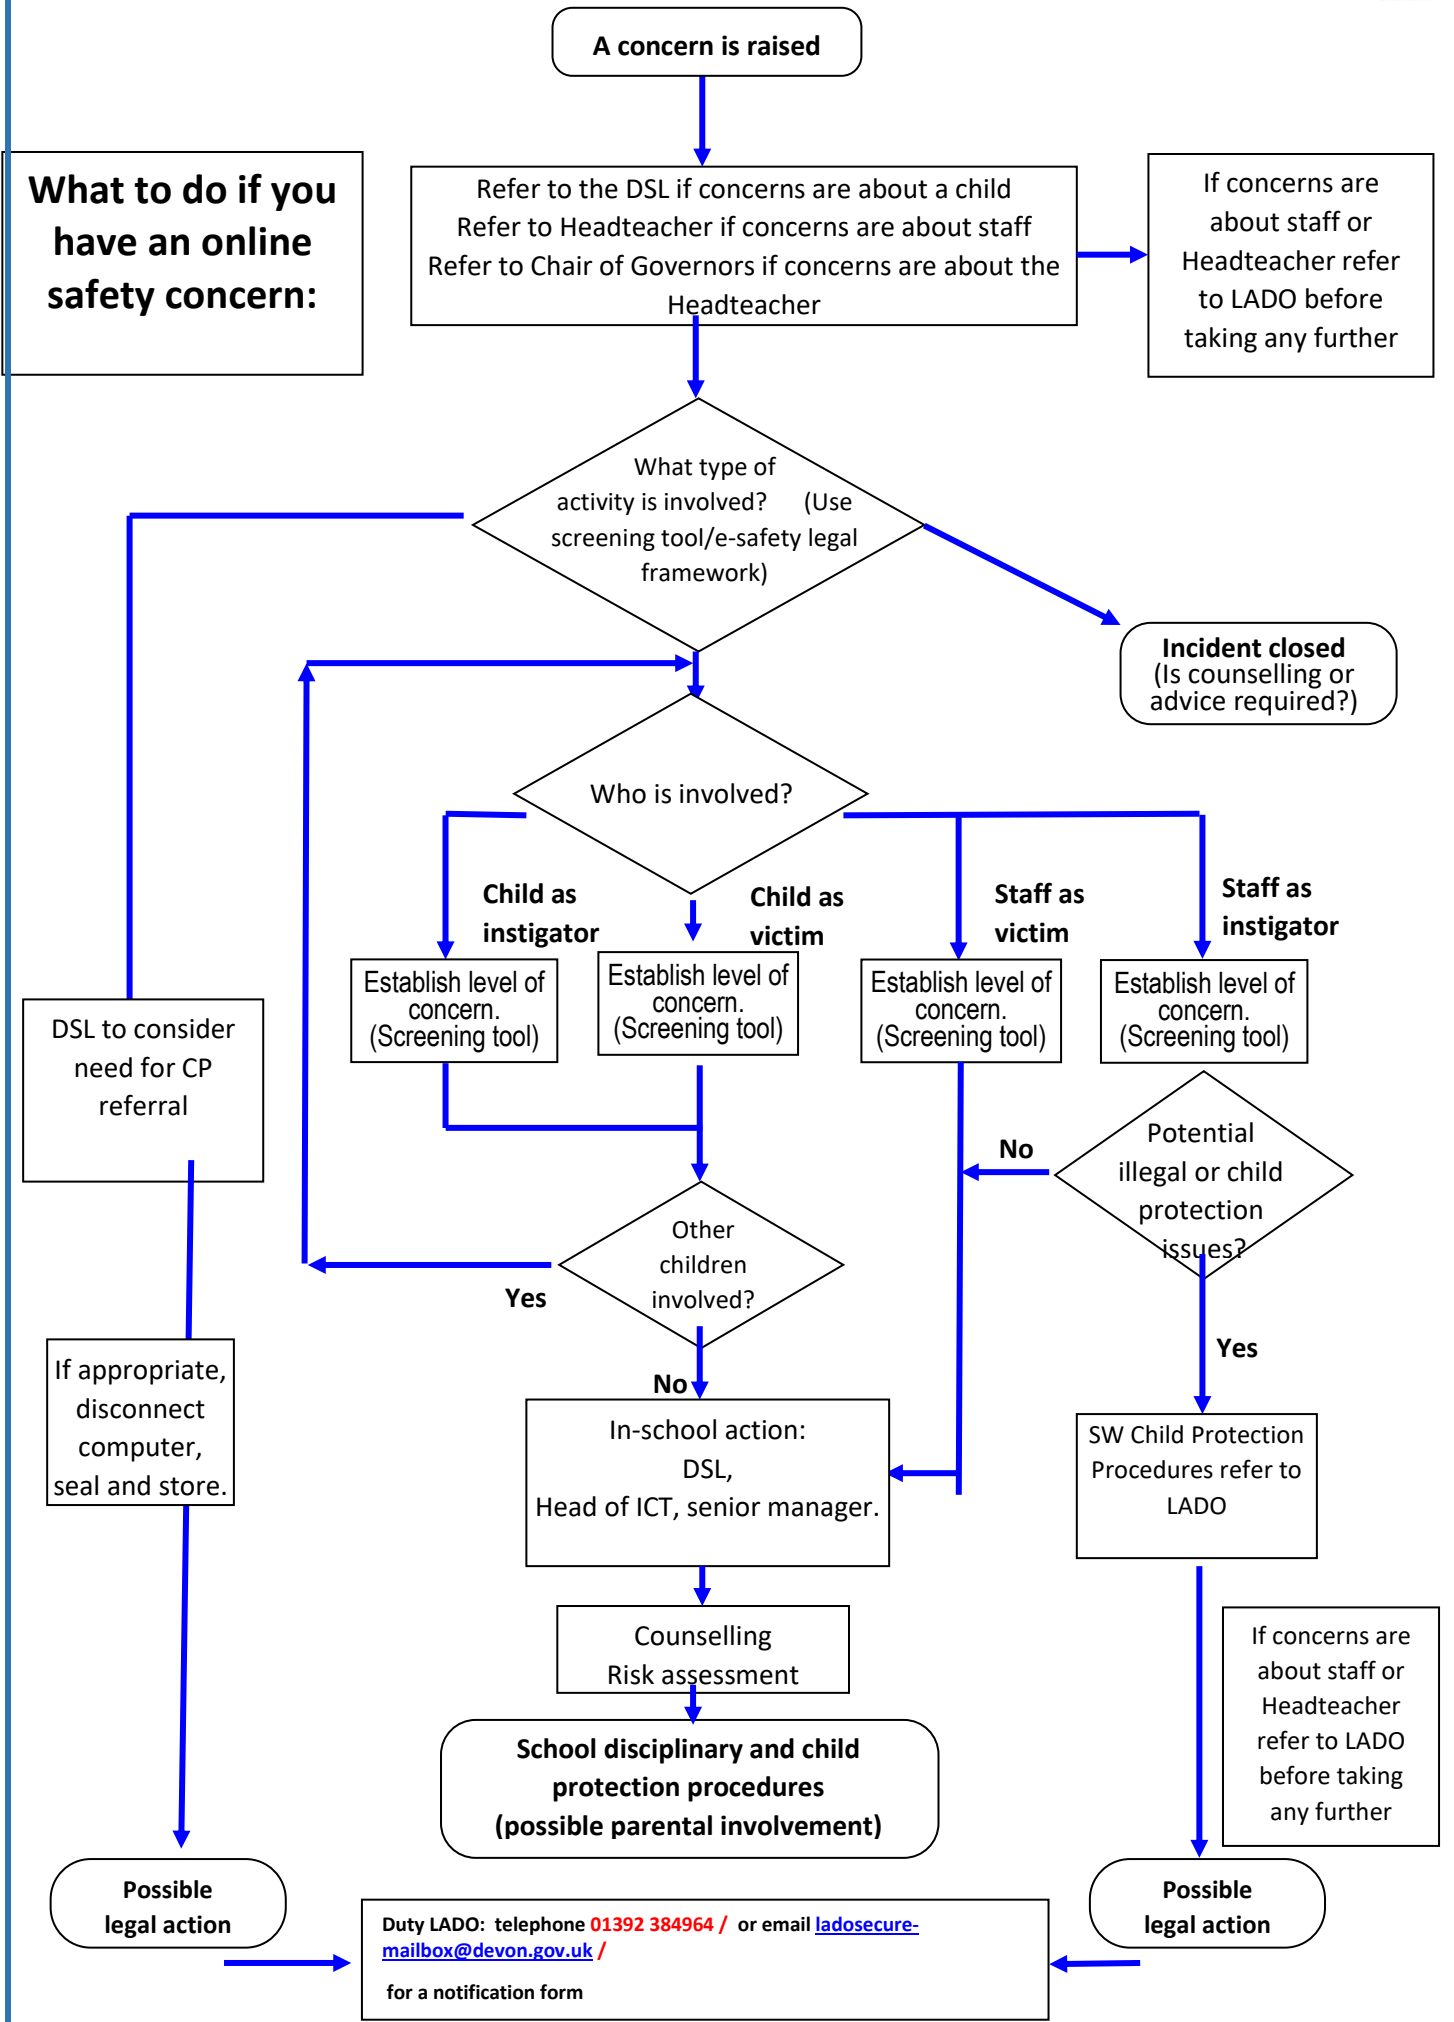 A concern is raised
What to do if you
have an online
safety concern:
Refer to the DSL if concerns are about a child
Refer to Headteacher if concerns are about staff
Refer to Chair of Governors if concerns are about the
Headteacher
If concerns are
about staff or
Headteacher refer
to LADO before
taking any further
What type of
activity is involved? (Use
screening tool/e-safety legal
framework)
Incident closed
(Is counselling or
advice required?)
Who is involved?
Child as
instigator
Child as
victim
Staff as
victim
Staff as
instigator
Establish level of
concern.
(Screening tool)
Establish level of
concern.
(Screening tool)
Establish level of
concern.
(Screening tool)
Establish level of
concern.
(Screening tool)
DSL to consider
need for CP
referral
Potential
illegal or child
protection
issues?
No
Other
children
involved?
Yes
Yes
If appropriate,
disconnect
computer,
seal and store.
No
In-school action:
DSL,
Head of ICT, senior manager.
SW Child Protection
Procedures refer to
LADO
Counselling
Risk assessment
If concerns are
about staff or
Headteacher
refer to LADO
before taking
any further
School disciplinary and child
protection procedures
(possible parental involvement)
Possible
legal action
Possible
legal action
Duty LADO: telephone 01392 384964 / or email ladosecure-
mailbox@devon.gov.uk /
for a notification form